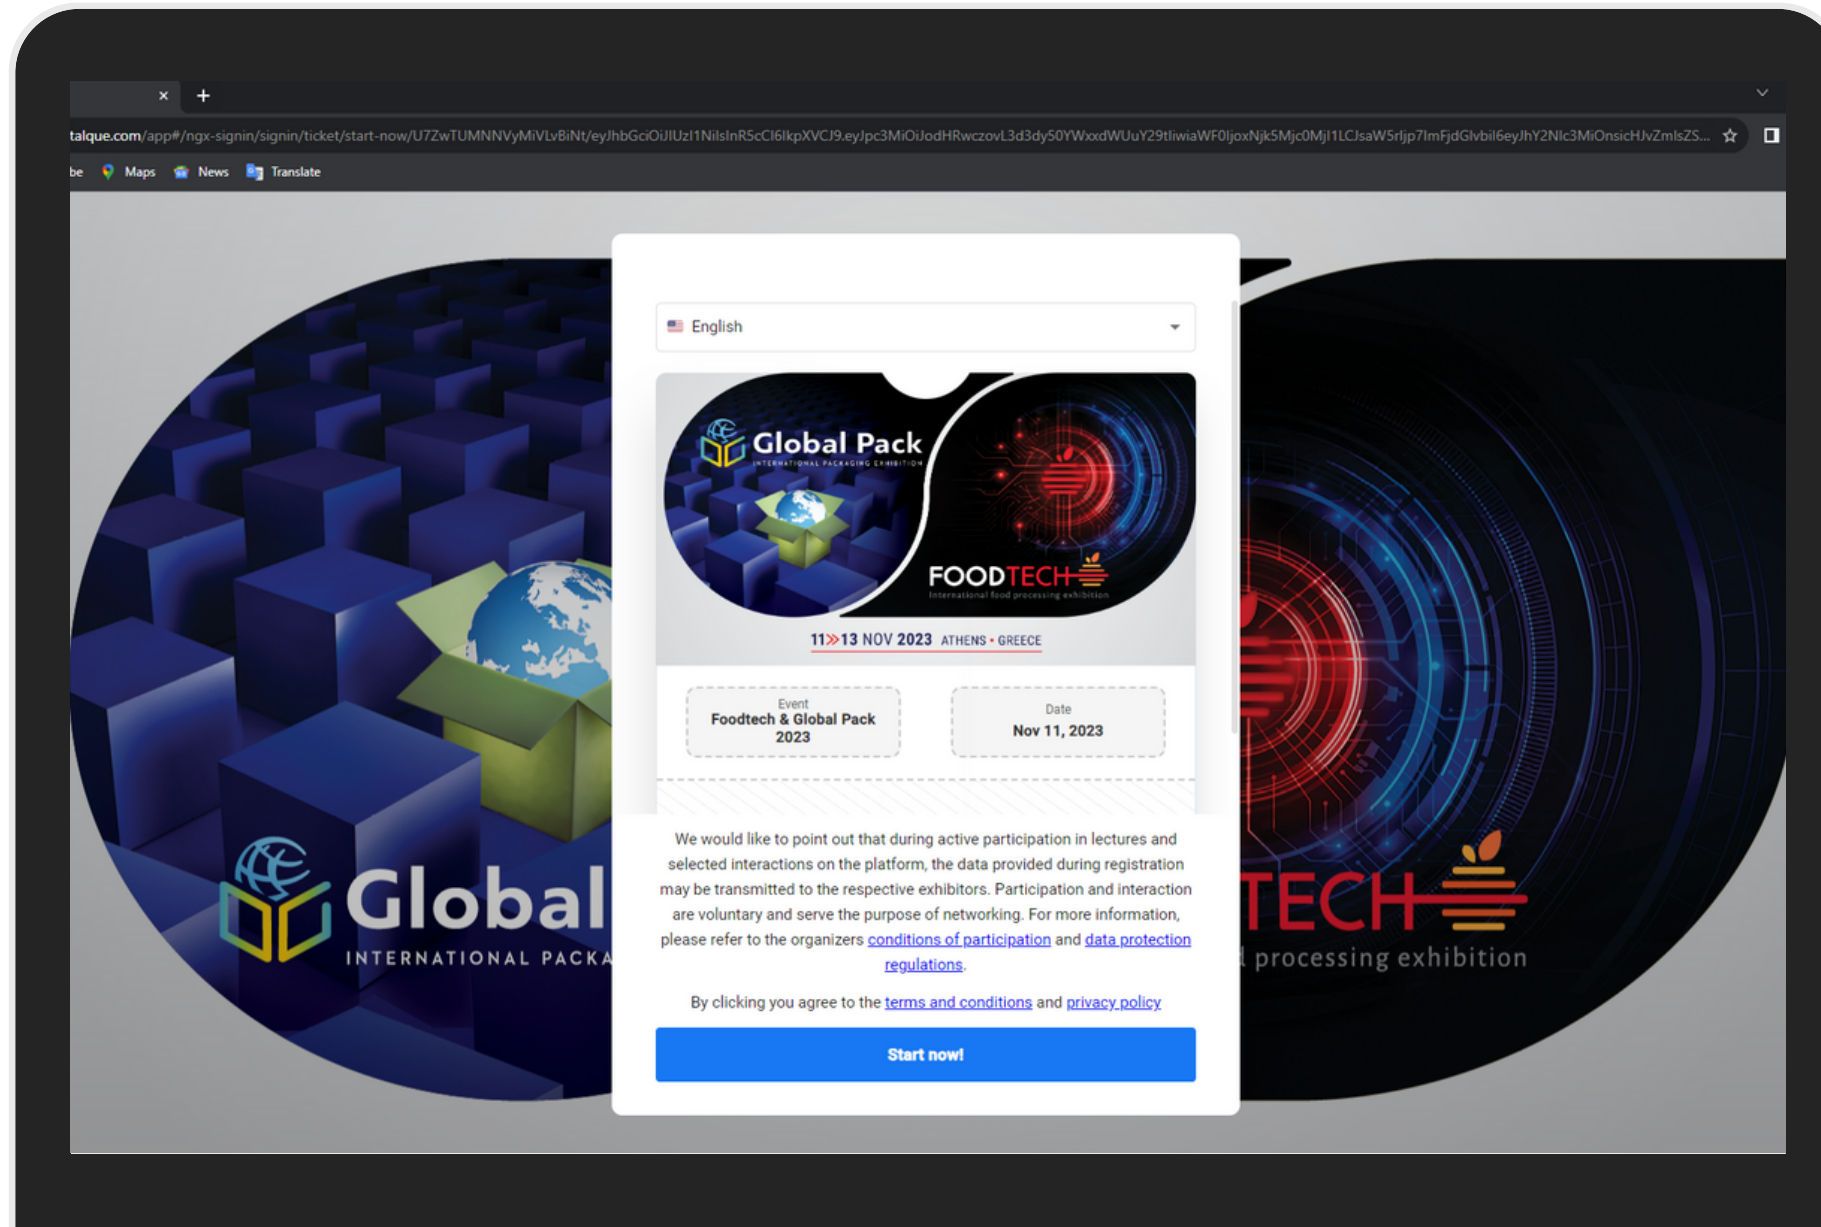 talque.com/app#/ngx-signin/signin/ticket/start-now/
be Maps News Translate
English
Global Pack
INTERNATIONAL PACKAGING EXHIBITION
FOODTECH
International food processing exhibition
11»13 NOV 2023 ATHENS • GREECE
Event
Foodtech & Global Pack
2023
Date
Nov 11, 2023
We would like to point out that during active participation in lectures and
selected interactions on the platform, the data provided during registration
may be transmitted to the respective exhibitors. Participation and interaction
are voluntary and serve the purpose of networking. For more information,
please refer to the organizers conditions of participation and data protection
regulations.
By clicking you agree to the terms and conditions and privacy policy
Start now!
Global
INTERNATIONAL PACKA
TECH
processing exhibition